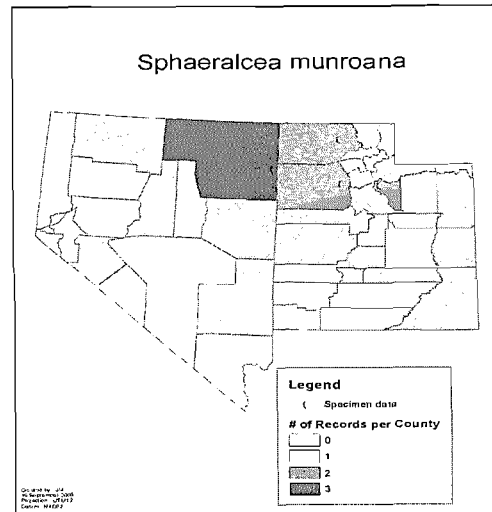 Sphaeralcea munroana
Legend
( Specimen data
# of Records per County
0
1
2
3